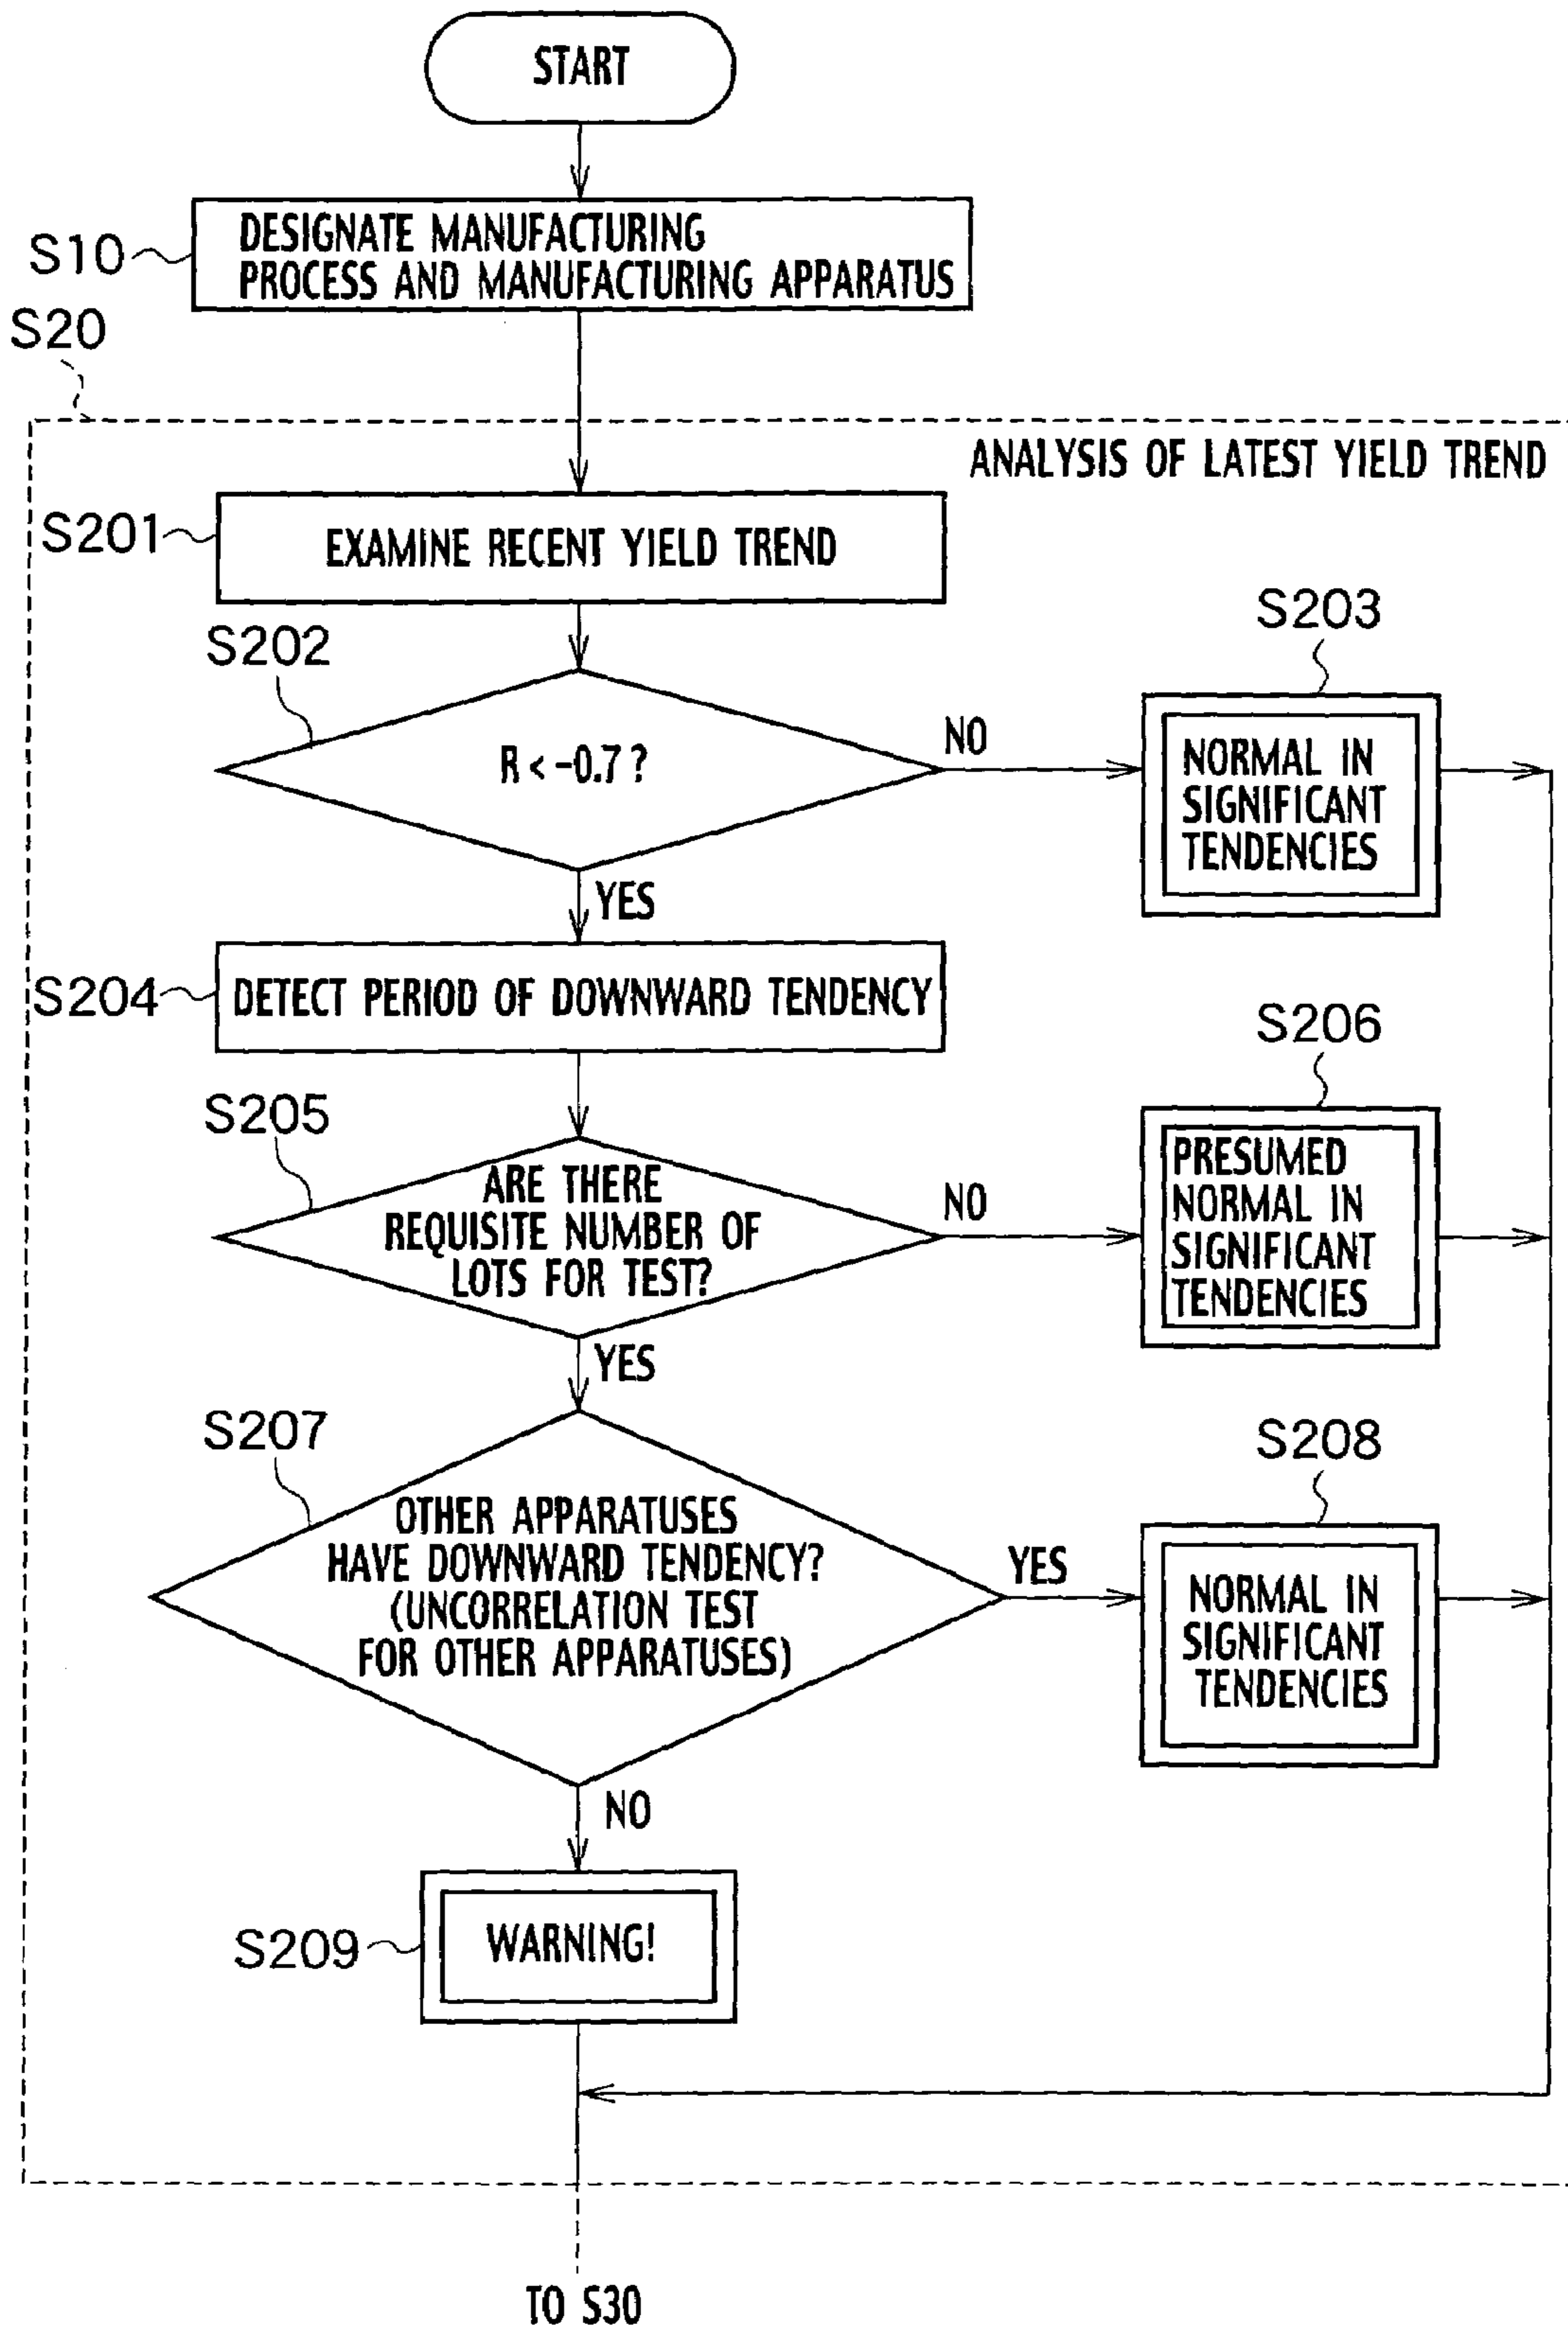 START
S10
DESIGNATE MANUFACTURING
PROCESS AND MANUFACTURING APPARATUS
S20
ANALYSIS OF LATEST YIELD TREND
S201
EXAMINE RECENT YIELD TREND
S202
R < -0.7 ?
NO
S203
NORMAL IN
SIGNIFICANT
TENDENCIES
YES
S204
DETECT PERIOD OF DOWNWARD TENDENCY
S205
ARE THERE
REQUISITE NUMBER OF
LOTS FOR TEST?
NO
S206
PRESUMED
NORMAL IN
SIGNIFICANT
TENDENCIES
YES
S207
OTHER APPARATUSES
HAVE DOWNWARD TENDENCY?
(UNCORRELATION TEST
FOR OTHER APPARATUSES)
YES
S208
NORMAL IN
SIGNIFICANT
TENDENCIES
NO
S209
WARNING!
TO S30